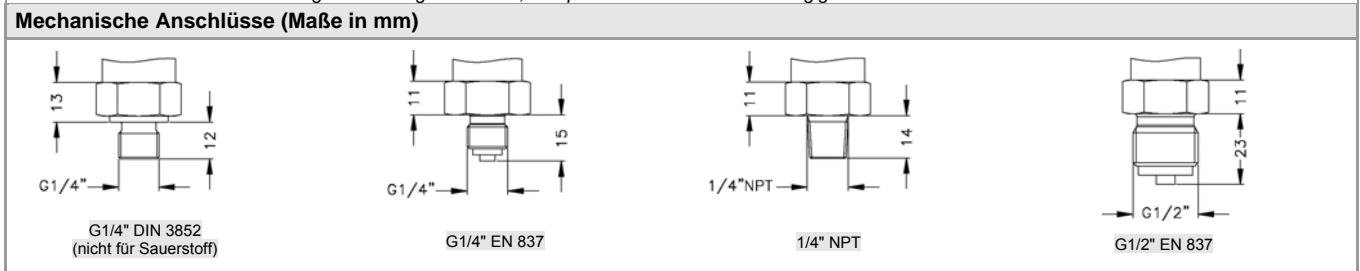 Mechanische Anschlüsse (Maße in mm)
13
12
G1/4"
G1/4" DIN 3852
(nicht für Sauerstoff)
11
15
G1/4"
G1/4" EN 837
11
14
1/4"NPT
1/4" NPT
11
23
G1/2"
G1/2" EN 837